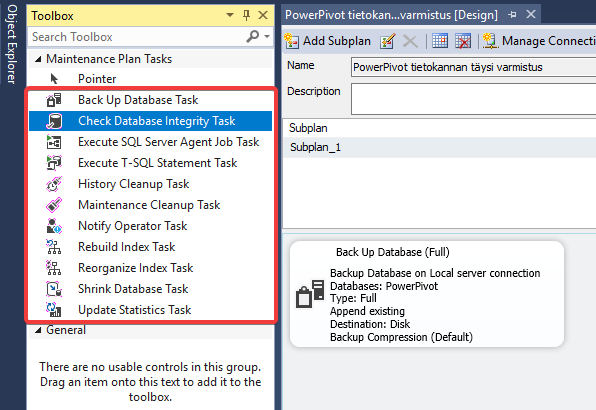 Object Explorer
Toolbox
Search Toolbox
Maintenance Plan Tasks
Pointer
Back Up Database Task
Check Database Integrity Task
Execute SQL Server Agent Job Task
Execute T-SQL Statement Task
History Cleanup Task
Maintenance Cleanup Task
Notify Operator Task
Rebuild Index Task
Reorganize Index Task
Shrink Database Task
Update Statistics Task
General
There are no usable controls in this group.
Drag an item onto this text to add it to the
toolbox.
PowerPivot tietokan...varmistus [Design]
Add Subplan
Manage Connecti
Name
PowerPivot tietokannan täysi varmistus
Description
Subplan
Subplan_1
Back Up Database (Full)
Backup Database on Local server connection
Databases: PowerPivot
Type: Full
Append existing
Destination: Disk
Backup Compression (Default)